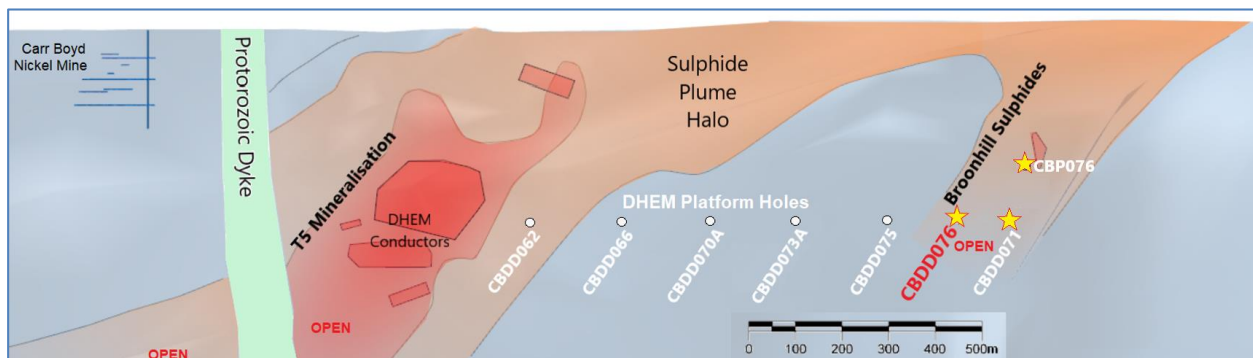 Carr Boyd
Nickel Mine
Protorozoic Dyke
T5 Mineralisation
DHEM
Conductors
OPEN
OPEN
Sulphide
Plume
Halo
DHEM Platform Holes
CBDD062
CBDD066
CBDD070A
CBDD073A
CBDD075
CBDD076
CBDD071
Broonhill Sulphides
CBP076
OPEN
0 100 200 300 400 500m